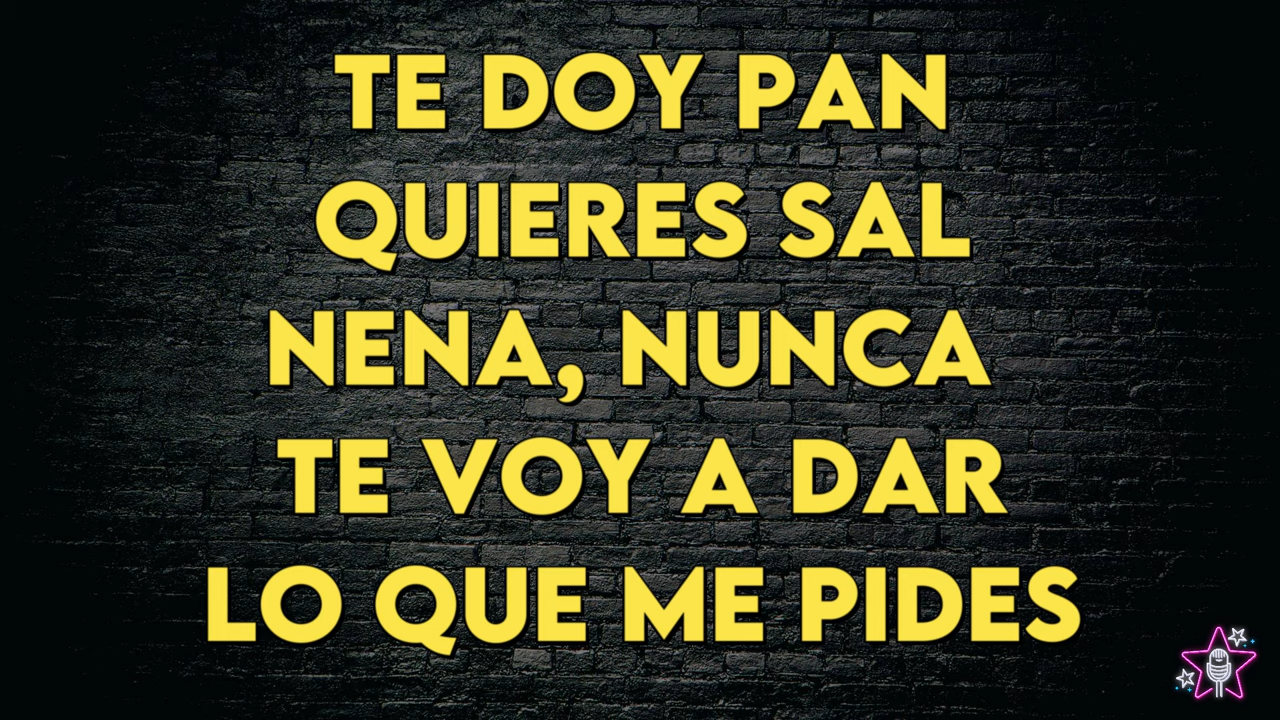 TE DOY PAN
QUIERES SAL
NENA, NUNCA
TE VOY A DAR
LO QUE ME PIDES